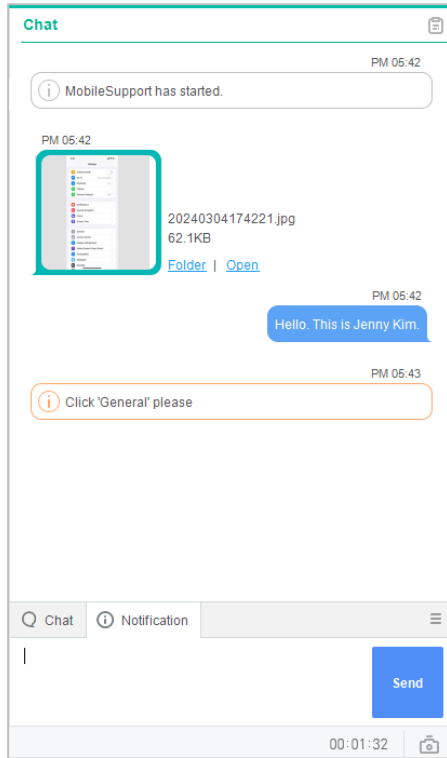 Chat
PM 05:42
MobileSupport has started.
PM 05:42
20240304174221.jpg
62.1KB
Folder | Open
PM 05:42
Hello. This is Jenny Kim.
PM 05:43
Click 'General' please
Chat Notification
Send
00:01:32